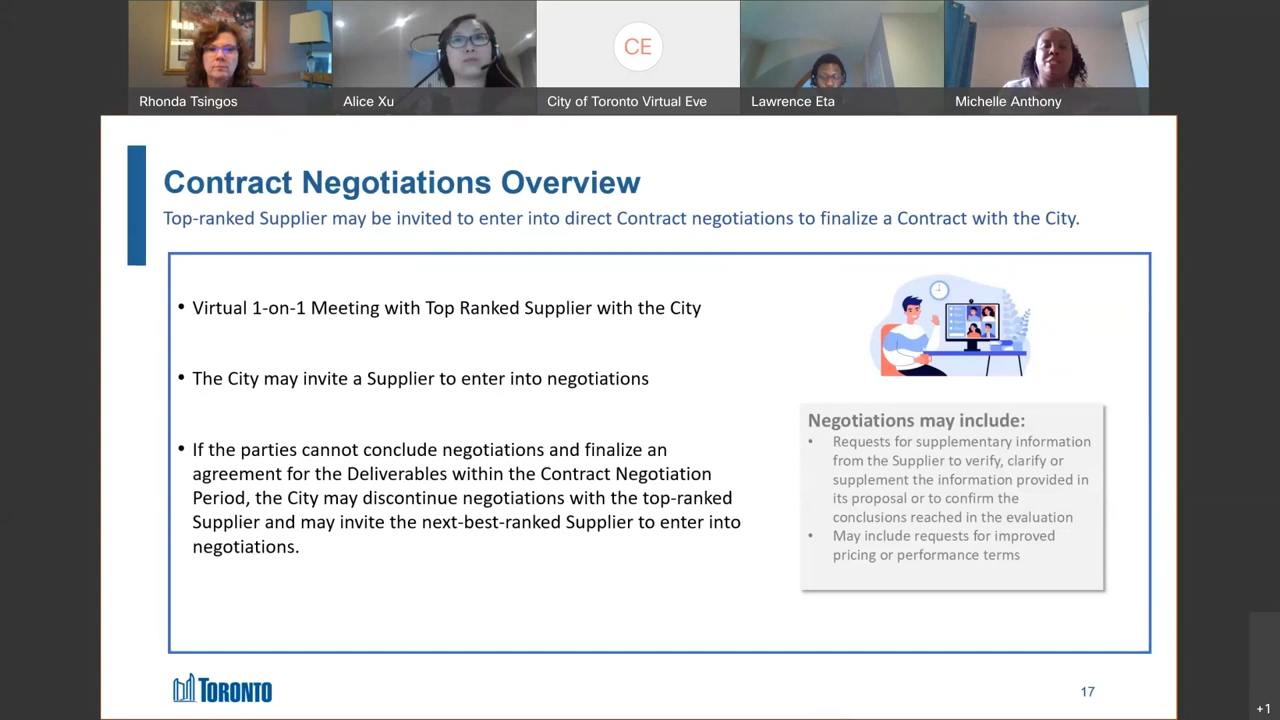 CE
Rhonda Tsingos
Alice Xu
City of Toronto Virtual Eve
Lawrence Eta
Michelle Anthony
Contract Negotiations Overview
Top-ranked Supplier may be invited to enter into direct Contract negotiations to finalize a Contract with the City.
• Virtual 1-on-1 Meeting with Top Ranked Supplier with the City
• The City may invite a Supplier to enter into negotiations
• If the parties cannot conclude negotiations and finalize an
agreement for the Deliverables within the Contract Negotiation
Period, the City may discontinue negotiations with the top-ranked
Supplier and may invite the next-best-ranked Supplier to enter into
negotiations.
Negotiations may include:
• Requests for supplementary information
from the Supplier to verify, clarify or
supplement the information provided in
its proposal or to confirm the
conclusions reached in the evaluation
• May include requests for improved
pricing or performance terms
TORONTO
17
+1